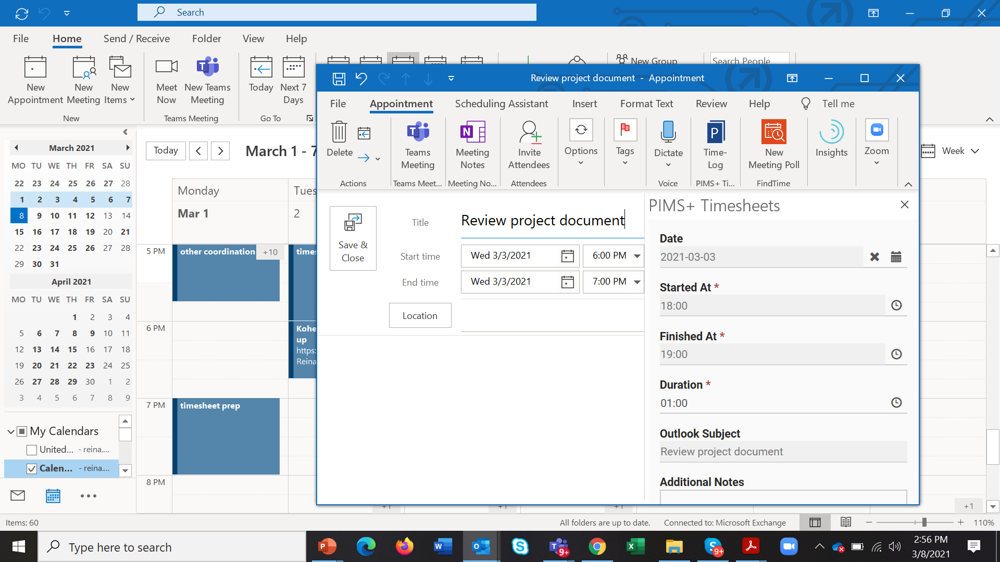 Search
File Home Send / Receive Folder View Help
New Appointment
New Meeting
New Items
New
Meet Now
New Teams Meeting
Teams Meeting
Today
Next 7 Days
Go To
New Group
Search People
Review project document - Appointment
File Appointment Scheduling Assistant Insert Format Text Review Help Tell me
Delete
Actions
Teams Meeting
Teams Meet...
Meeting Notes
Meeting No...
Invite Attendees
Attendees
Options
Tags
Dictate
Voice
Time-Log
PIMS+ Ti...
New Meeting Poll
FindTime
Insights
Zoom
March 2021
MO TU WE TH FR SA SU
22 23 24 25 26 27 28
1 2 3 4 5 6 7
8 9 10 11 12 13 14
15 16 17 18 19 20 21
22 23 24 25 26 27 28
29 30 31
April 2021
MO TU WE TH FR SA SU
1 2 3 4
5 6 7 8 9 10 11
12 13 14 15 16 17 18
19 20 21 22 23 24 25
26 27 28 29 30 1 2
3 4 5 6 7 8 9
My Calendars
United... - reina....
Calen... - reina....
Today
March 1 - 7
Week
Monday
Tues
Mar 1
2
5 PM
other coordination
+10
times
6 PM
Kohe
up
https:
Reina
7 PM
timesheet prep
8 PM
+1
+1
+1
+1
Save & Close
Title Review project document
Start time Wed 3/3/2021 6:00 PM
End time Wed 3/3/2021 7:00 PM
Location
PIMS+ Timesheets
Date
2021-03-03
Started At *
18:00
Finished At *
19:00
Duration *
01:00
Outlook Subject
Review project document
Additional Notes
Items: 60
All folders are up to date. Connected to: Microsoft Exchange
110%
Type here to search
9+
9+
2:56 PM
3/8/2021